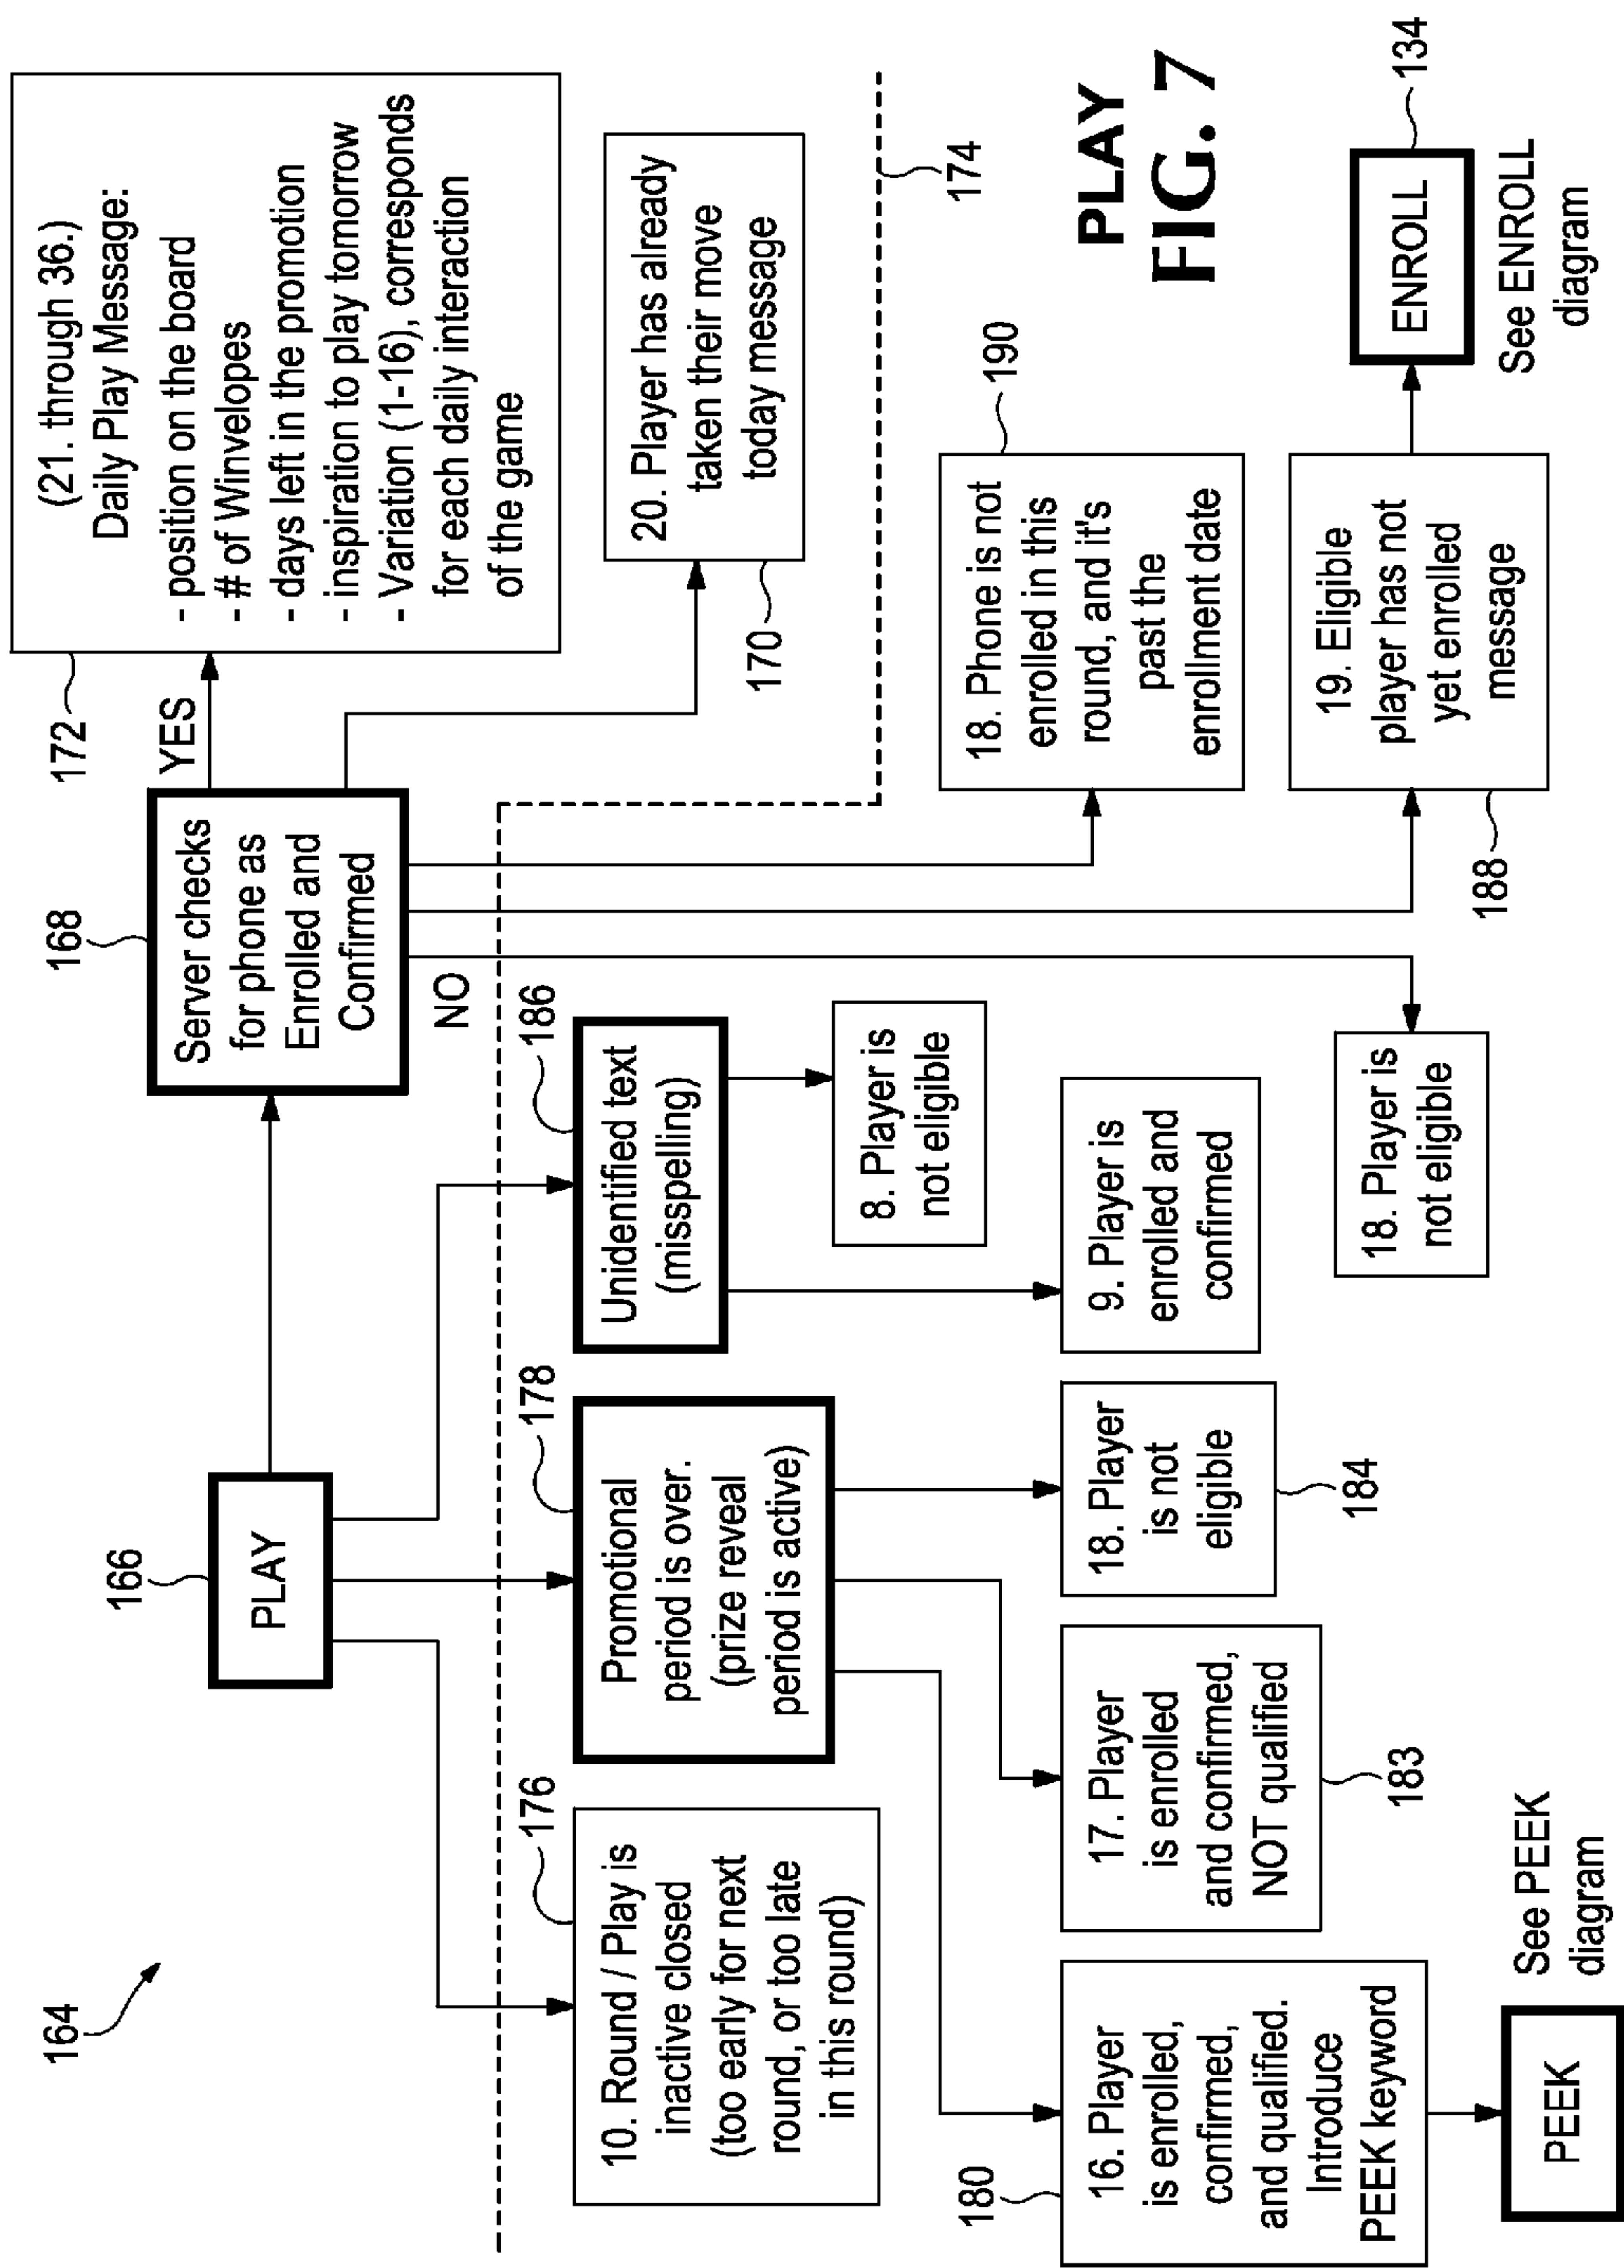 164
166
PLAY
168
Server checks
for phone as
Enrolled and
Confirmed
YES
NO
172
(21. through 36.)
Daily Play Message:
- position on the board
- # of Winvelopes
- days left in the promotion
- inspiration to play tomorrow
- Variation (1-16), corresponds
for each daily interaction
of the game
20. Player has already
taken their move
today message
170
174
176
10. Round / Play is
inactive closed
(too early for next
round, or too late
in this round)
178
Promotional
period is over.
(prize reveal
period is active)
186
Unidentified text
(misspelling)
8. Player is
not eligible
9. Player is
enrolled and
confirmed
180
16. Player
is enrolled,
confirmed,
and qualified.
Introduce
PEEK keyword
17. Player
is enrolled
and confirmed,
NOT qualified
183
18. Player
is not
eligible
184
18. Player is
not eligible
190
18. Phone is not
enrolled in this
round, and it's
past the
enrollment date
19. Eligible
player has not
yet enrolled
message
188
ENROLL
134
See ENROLL
diagram
PEEK
See PEEK
diagram
PLAY
FIG. 7